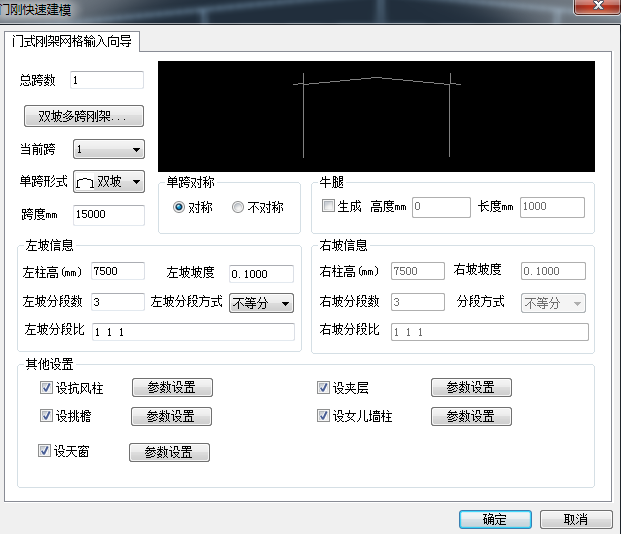 门刚快速建模
门式刚架网格输入向导
总跨数 1
双坡多跨刚架...
当前跨 1
单跨形式 双坡
跨度mm 15000
单跨对称
对称 不对称
牛腿
生成 高度mm 0 长度mm 1000
左坡信息
左柱高(mm) 7500 左坡坡度 0.1000
左坡分段数 3 左坡分段方式 不等分
左坡分段比 1 1 1
右坡信息
右柱高(mm) 7500 右坡坡度 0.1000
右坡分段数 3 分段方式 不等分
右坡分段比 1 1 1
其他设置
设抗风柱 参数设置 设夹层 参数设置
设挑檐 参数设置 设女儿墙柱 参数设置
设天窗 参数设置
确定 取消